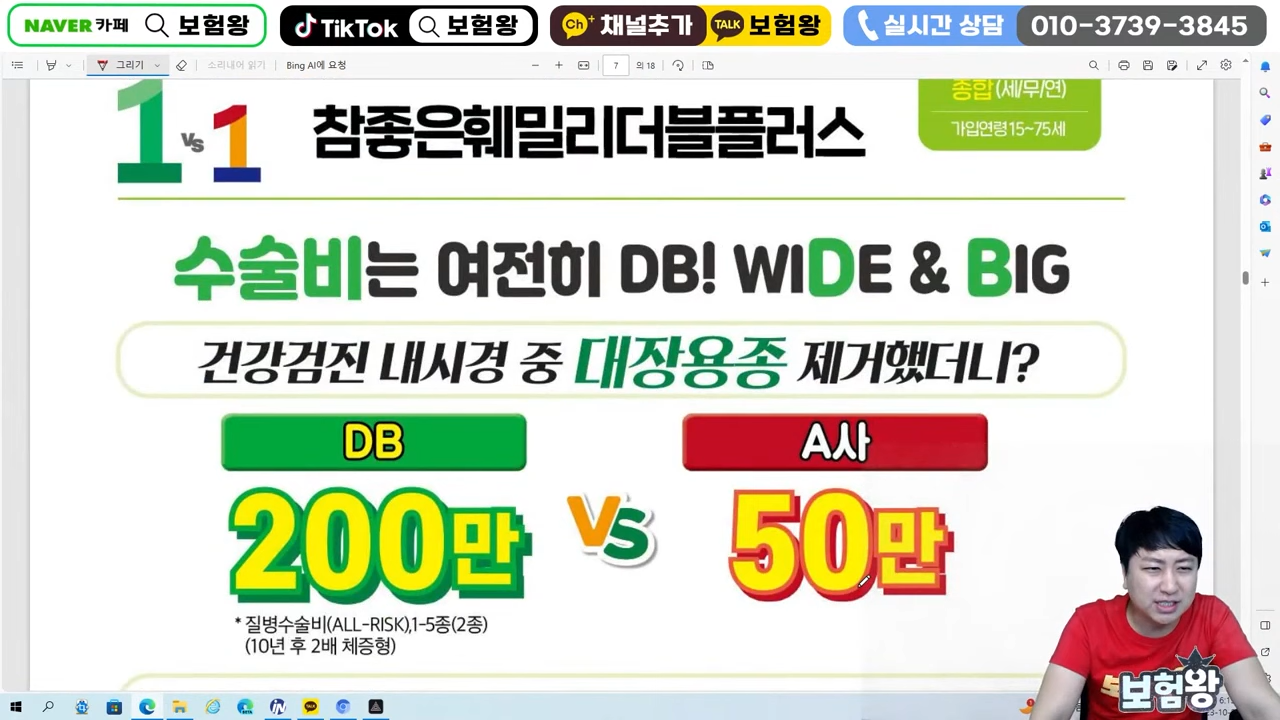 NAVER 카페 보험왕
TikTok 보험왕
Ch+ 채널추가 TALK 보험왕
실시간 상담 010-3739-3845
그리기 소리내어 읽기 Bing AI에 요청
7 의 18
1 vs 1 참좋은훼밀리더블플러스
종합(세/무/연)
가입연령 15~75세
수술비는 여전히 DB! WIDE & BIG
건강검진 내시경 중 대장용종 제거했더니?
DB
A사
200만 VS 50만
* 질병수술비(ALL-RISK),1-5종(2종)
(10년 후 2배 체증형)
보험왕